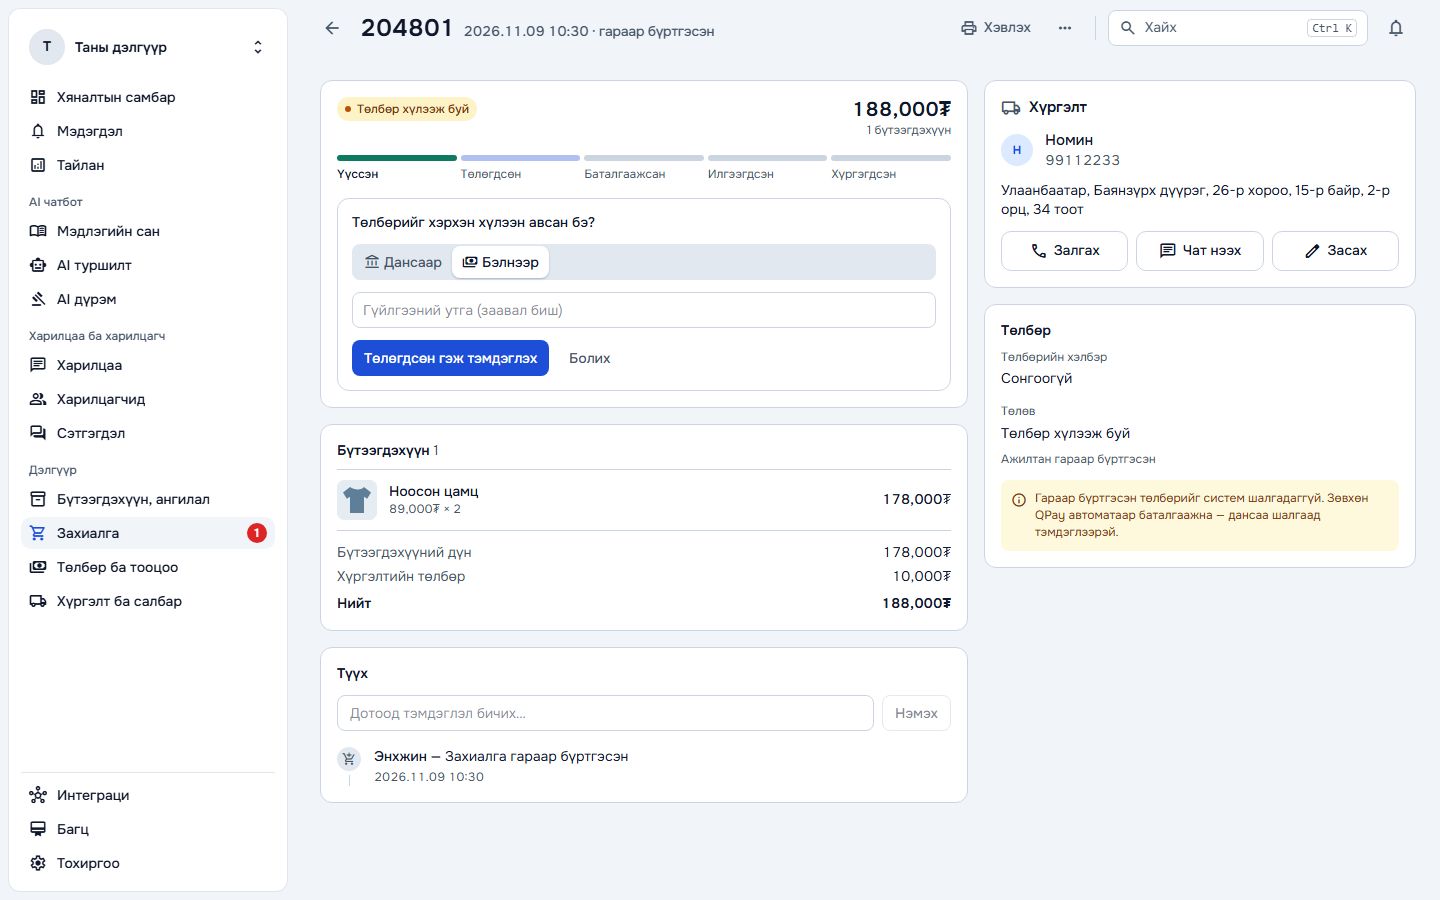 Т
Таны дэлгүүр
Хяналтын самбар
Мэдэгдэл
Тайлан
AI чатбот
Мэдлэгийн сан
AI туршилт
AI дүрэм
Харилцаа ба харилцагч
Харилцаа
Харилцагчид
Сэтгэгдэл
Дэлгүүр
Бүтээгдэхүүн, ангилал
Захиалга 1
Төлбөр ба тооцоо
Хүргэлт ба салбар
Интеграци
Багц
Тохиргоо
204801 2026.11.09 10:30 · гараар бүртгэсэн
Хэвлэх
Хайх Ctrl K
Төлбөр хүлээж буй
188,000₮
1 бүтээгдэхүүн
Үүссэн Төлөгдсөн Баталгаажсан Илгээгдсэн Хүргэгдсэн
Төлбөрийг хэрхэн хүлээн авсан бэ?
Дансаар Бэлнээр
Гүйлгээний утга (заавал биш)
Төлөгдсөн гэж тэмдэглэх Болих
Бүтээгдэхүүн 1
Ноосон цамц
89,000₮ × 2
178,000₮
Бүтээгдэхүүний дүн 178,000₮
Хүргэлтийн төлбөр 10,000₮
Нийт 188,000₮
Түүх
Дотоод тэмдэглэл бичих... Нэмэх
Энхжин — Захиалга гараар бүртгэсэн
2026.11.09 10:30
Хүргэлт
Н
Номин
99112233
Улаанбаатар, Баянзүрх дүүрэг, 26-р хороо, 15-р байр, 2-р
орц, 34 тоот
Залгах Чат нээх Засах
Төлбөр
Төлбөрийн хэлбэр
Сонгоогүй
Төлөв
Төлбөр хүлээж буй
Ажилтан гараар бүртгэсэн
Гараар бүртгэсэн төлбөрийг систем шалгадаггүй. Зөвхөн
QPay автоматаар баталгаажна — дансаа шалгаад
тэмдэглээрэй.